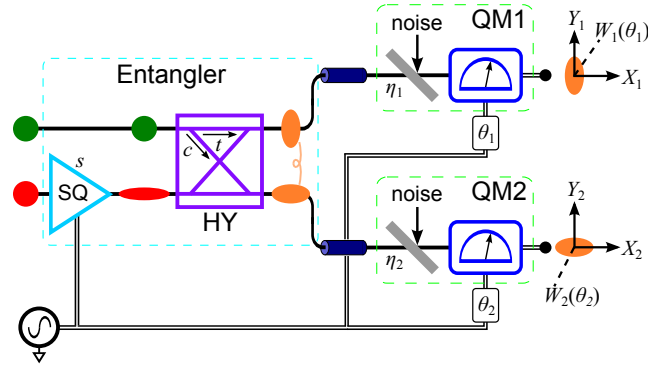 noise
QM1
Y₁
W₁(θ₁)
Entangler
η₁
X₁
s
c
t
θ₁
SQ
HY
noise
QM2
Y₂
η₂
X₂
W₂(θ₂)
θ₂